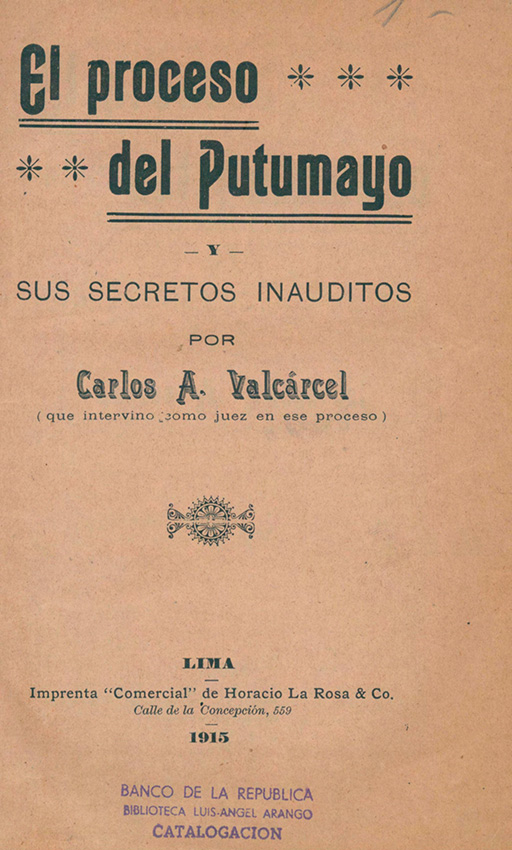 El proceso
del Putumayo
— Y —
SUS SECRETOS INAUDITOS
POR
Carlos A. Valcárcel
(que intervino como juez en ese proceso)
LIMA
Imprenta "Comercial" de Horacio La Rosa & Co.
Calle de la Concepción, 559
1915
BANCO DE LA REPUBLICA
BIBLIOTECA LUIS-ANGEL ARANGO
CATALOGACION